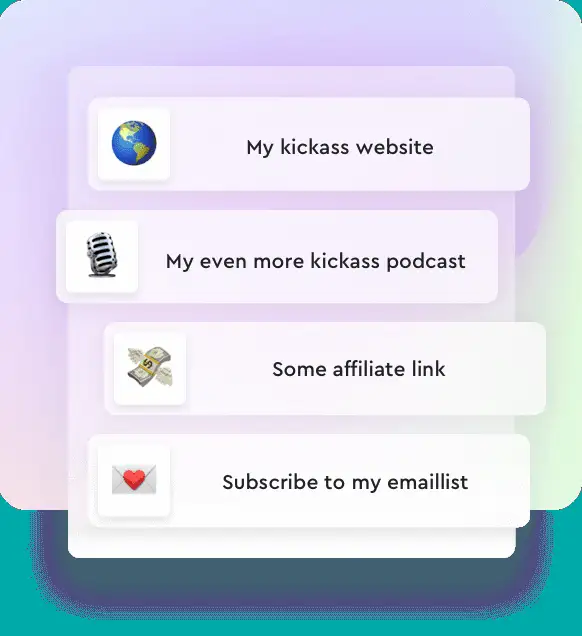 My kickass website
My even more kickass podcast
Some affiliate link
Subscribe to my emaillist